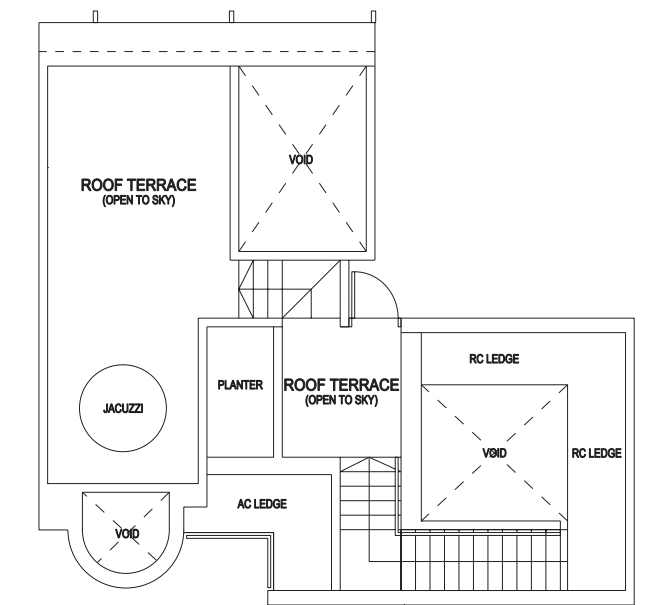 VOID
ROOF TERRACE
(OPEN TO SKY)
RC LEDGE
PLANTER
ROOF TERRACE
(OPEN TO SKY)
JACUZZI
VOID
RC LEDGE
AC LEDGE
VOID